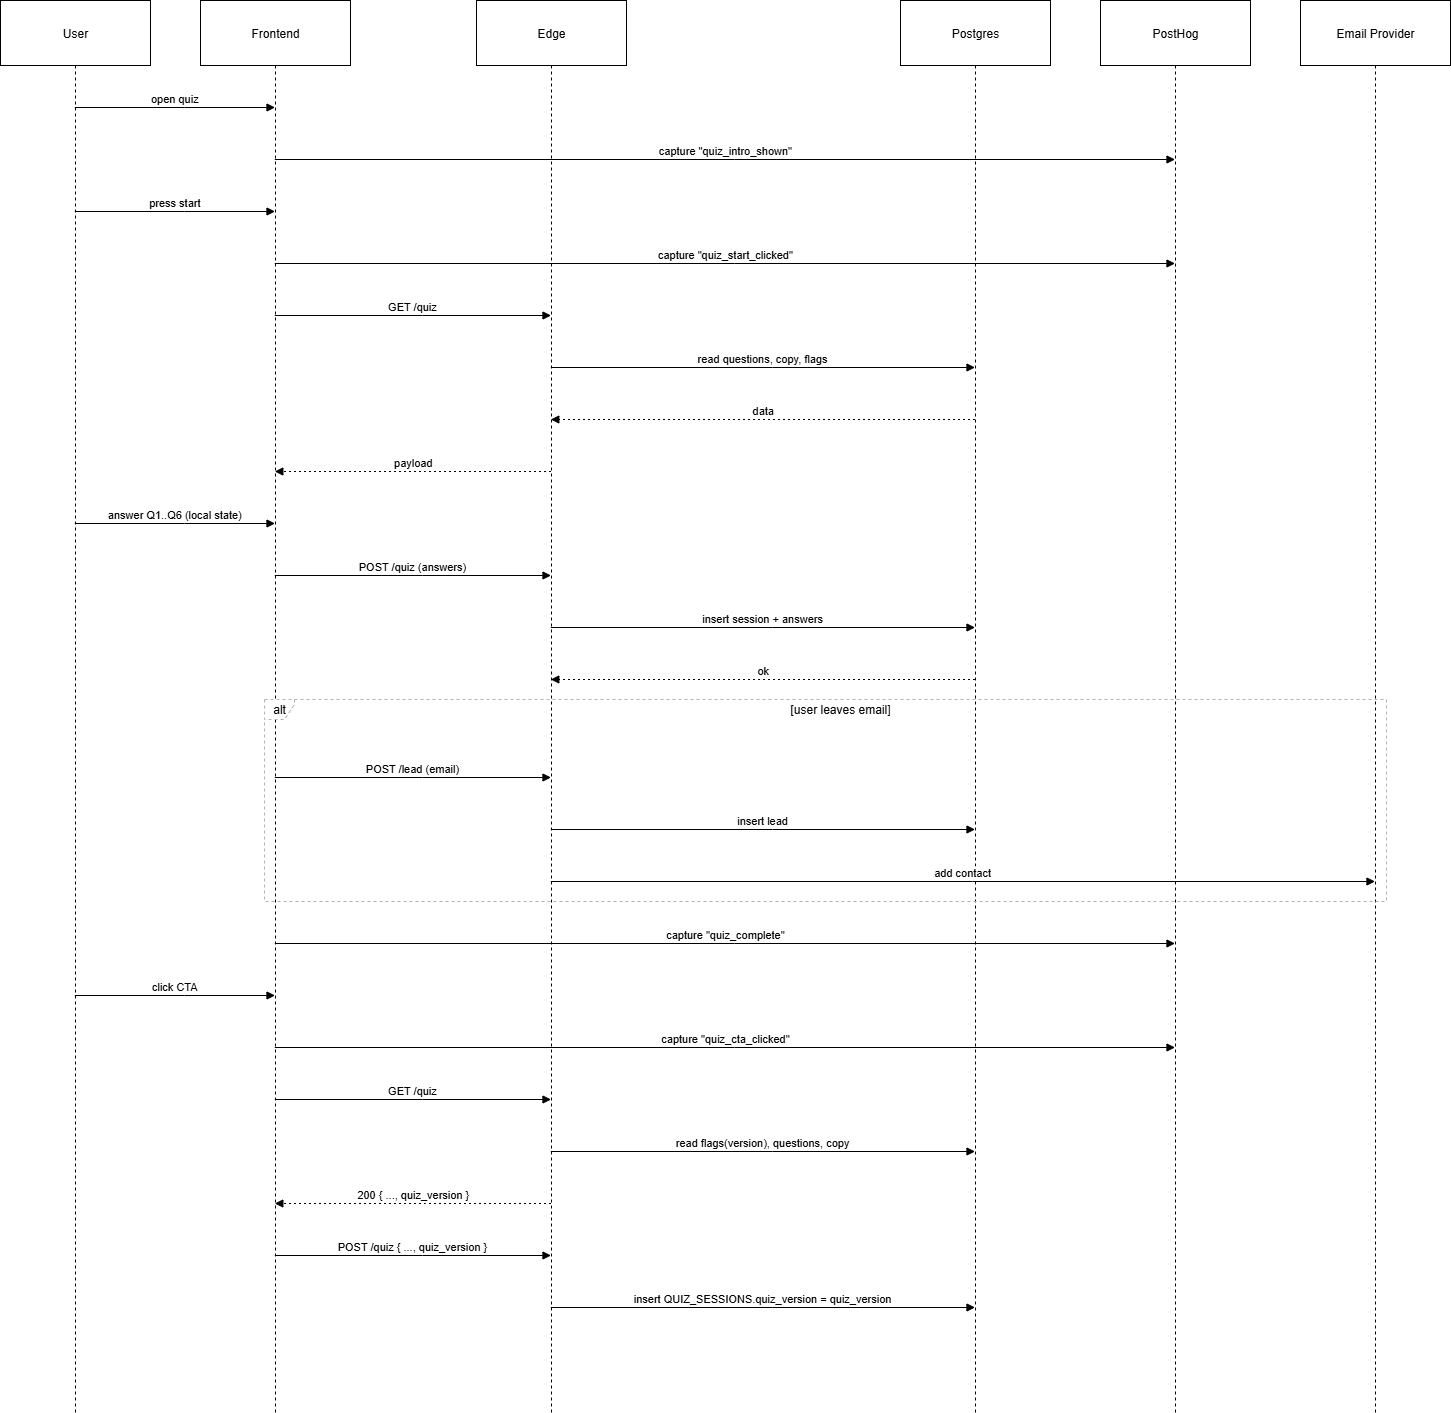 User
Frontend
Edge
Postgres
PostHog
Email Provider
open quiz
capture "quiz_intro_shown"
press start
capture "quiz_start_clicked"
GET /quiz
read questions, copy, flags
data
payload
answer Q1..Q6 (local state)
POST /quiz (answers)
insert session + answers
ok
alt
[user leaves email]
POST /lead (email)
insert lead
add contact
capture "quiz_complete"
click CTA
capture "quiz_cta_clicked"
GET /quiz
read flags(version), questions, copy
200 { ..., quiz_version }
POST /quiz { ..., quiz_version }
insert QUIZ_SESSIONS.quiz_version = quiz_version